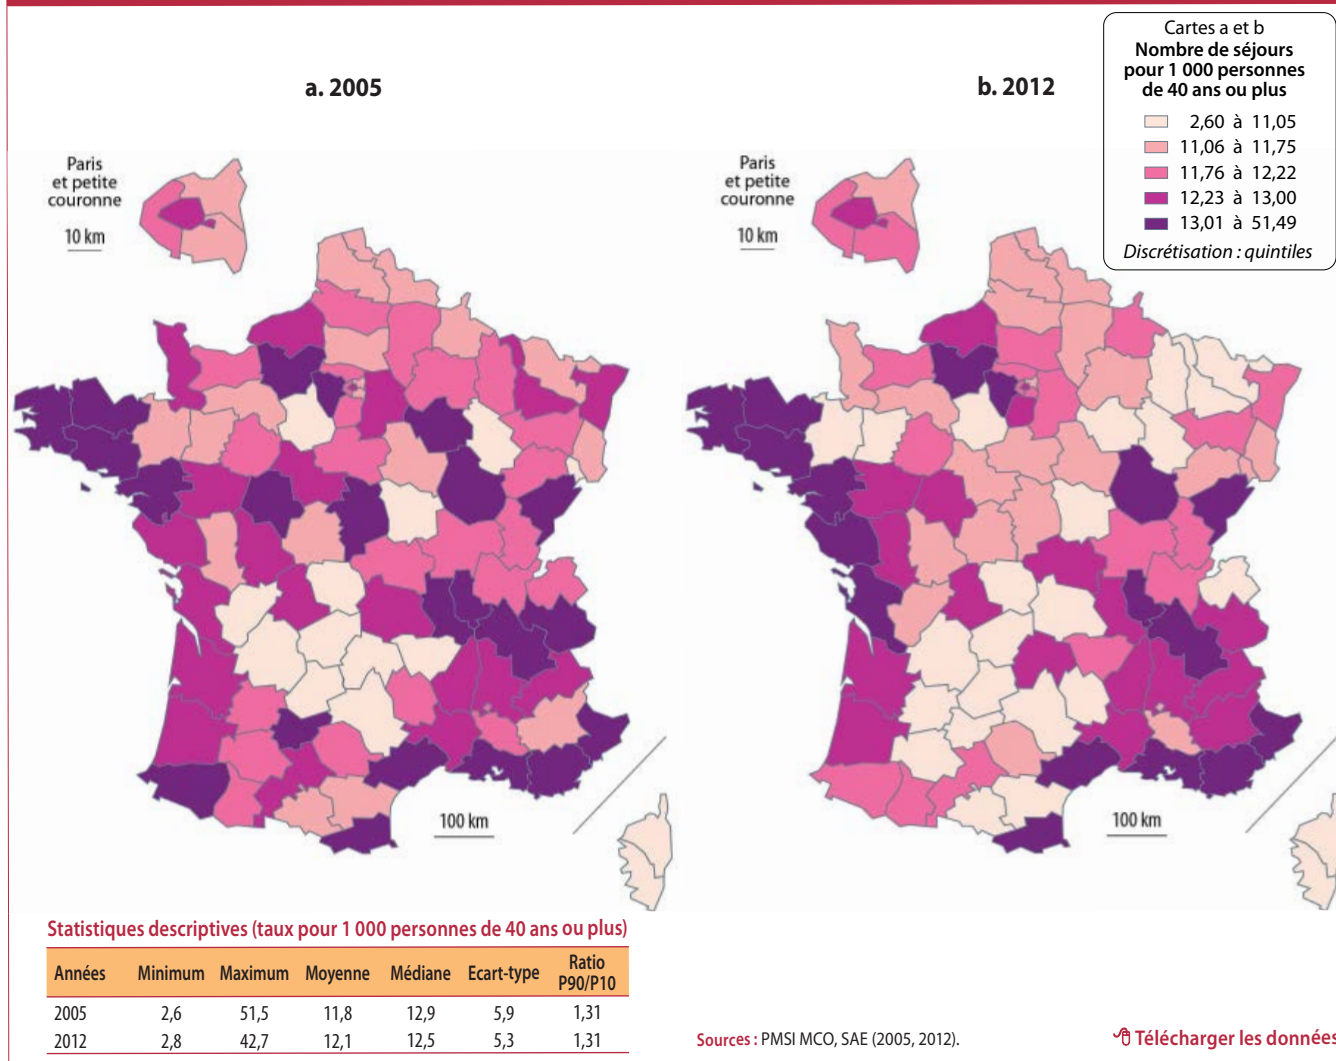 Cartes a et b
Nombre de séjours
pour 1 000 personnes
de 40 ans ou plus
2,60 à 11,05
11,06 à 11,75
11,76 à 12,22
12,23 à 13,00
13,01 à 51,49
Discrétisation : quintiles
a. 2005
Paris
et petite
couronne
10 km
100 km
b. 2012
Paris
et petite
couronne
10 km
100 km
Statistiques descriptives (taux pour 1 000 personnes de 40 ans ou plus)
Années Minimum Maximum Moyenne Médiane Ecart-type Ratio P90/P10
2005 2,6 51,5 11,8 12,9 5,9 1,31
2012 2,8 42,7 12,1 12,5 5,3 1,31
Sources : PMSI MCO, SAE (2005, 2012).
Télécharger les données